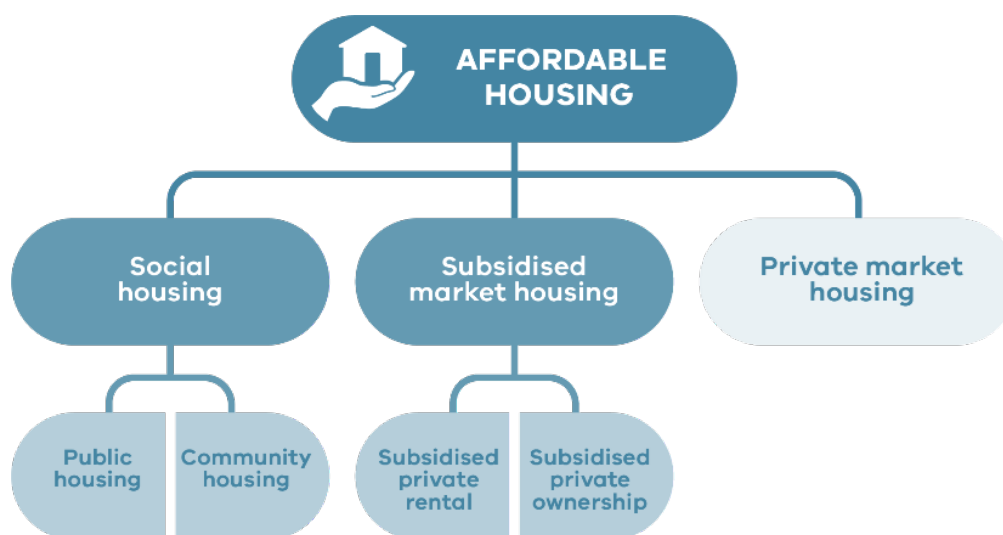 AFFORDABLE
HOUSING
Social
housing
Subsidised
market housing
Private market
housing
Public
housing
Community
housing
Subsidised
private
rental
Subsidised
private
ownership